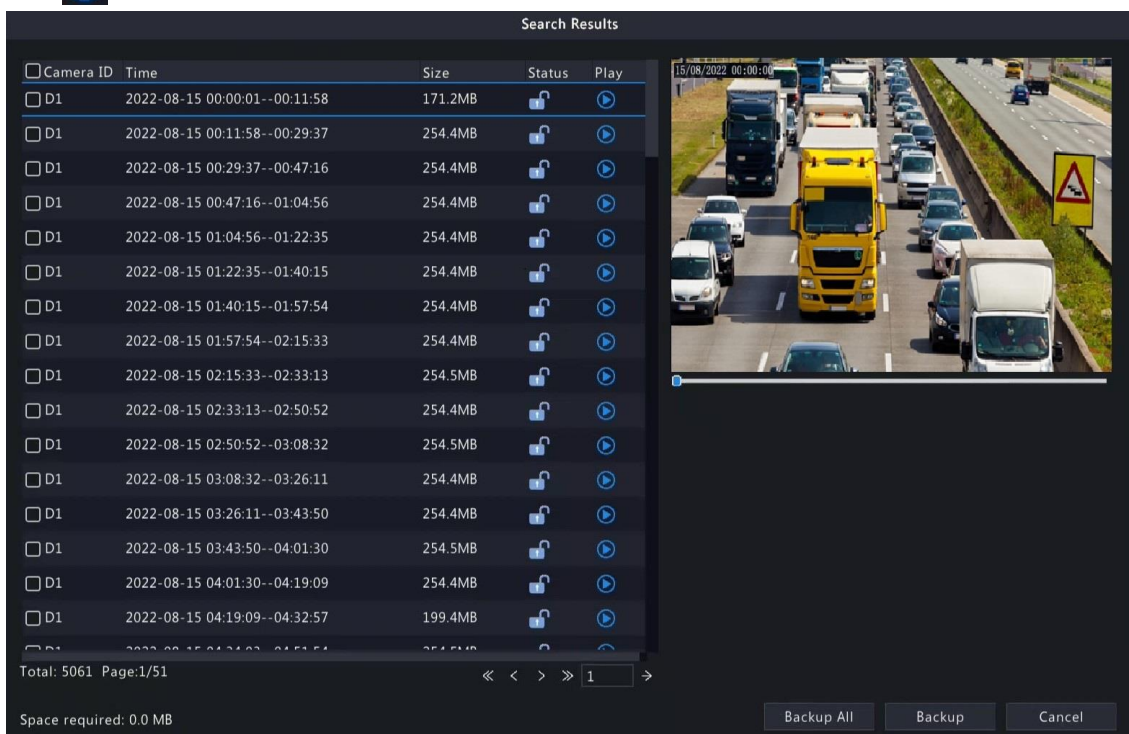 Search Results
Camera ID Time Size Status Play
D1 2022-08-15 00:00:01--00:11:58 171.2MB
D1 2022-08-15 00:11:58--00:29:37 254.4MB
D1 2022-08-15 00:29:37--00:47:16 254.4MB
D1 2022-08-15 00:47:16--01:04:56 254.4MB
D1 2022-08-15 01:04:56--01:22:35 254.4MB
D1 2022-08-15 01:22:35--01:40:15 254.4MB
D1 2022-08-15 01:40:15--01:57:54 254.4MB
D1 2022-08-15 01:57:54--02:15:33 254.4MB
D1 2022-08-15 02:15:33--02:33:13 254.5MB
D1 2022-08-15 02:33:13--02:50:52 254.4MB
D1 2022-08-15 02:50:52--03:08:32 254.5MB
D1 2022-08-15 03:08:32--03:26:11 254.4MB
D1 2022-08-15 03:26:11--03:43:50 254.4MB
D1 2022-08-15 03:43:50--04:01:30 254.5MB
D1 2022-08-15 04:01:30--04:19:09 254.4MB
D1 2022-08-15 04:19:09--04:32:57 199.4MB
Total: 5061 Page:1/51
1
15/08/2022 00:00:00
Space required: 0.0 MB
Backup All Backup Cancel